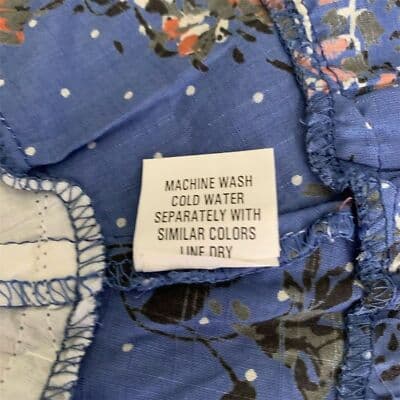 MACHINE WASH
COLD WATER
SEPARATELY WITH
SIMILAR COLORS
LINE DRY